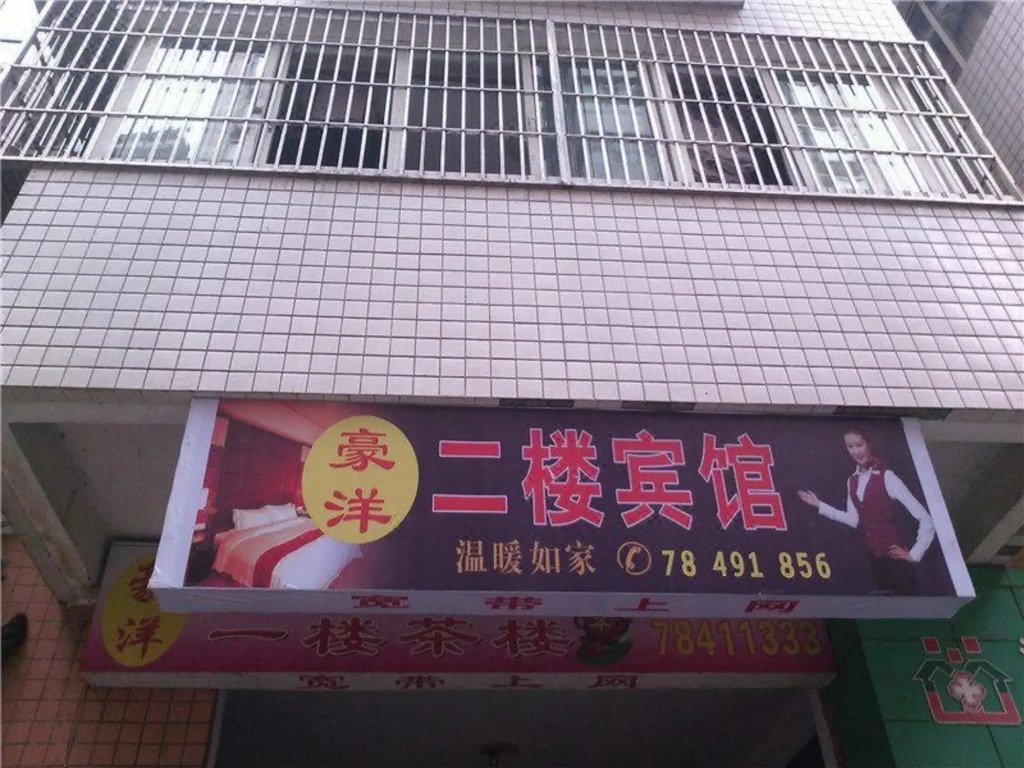 豪洋
二楼宾馆
温暖如家 78 491 856
宽带上网
豪洋
一楼茶楼 78411333
宽带上网